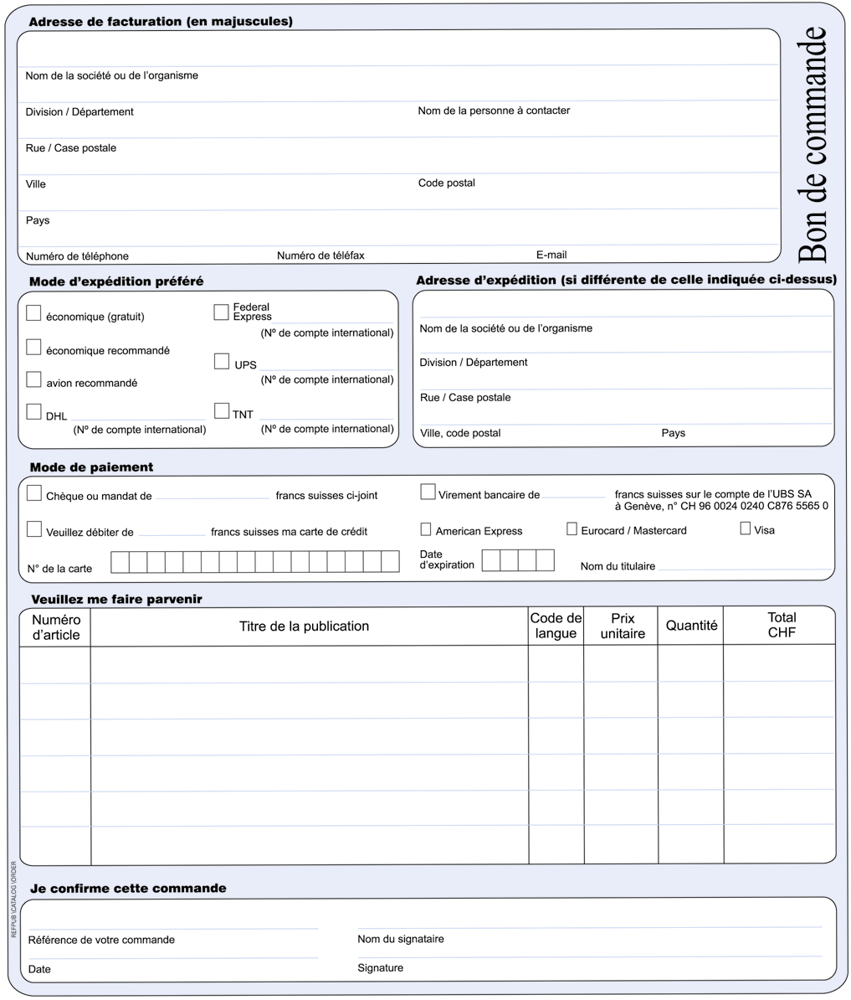 Adresse de facturation (en majuscules)
Bon de commande
Nom de la société ou de l'organisme
Division / Département
Nom de la personne à contacter
Rue / Case postale
Ville
Code postal
Pays
Numéro de téléphone
Numéro de téléfax
E-mail
Mode d'expédition préféré
économique (gratuit)
économique recommandé
avion recommandé
DHL
(Nº de compte international)
Federal
Express
(Nº de compte international)
UPS
(Nº de compte international)
TNT
(Nº de compte international)
Adresse d'expédition (si différente de celle indiquée ci-dessus)
Nom de la société ou de l'organisme
Division / Département
Rue / Case postale
Ville, code postal
Pays
Mode de paiement
Chèque ou mandat de francs suisses ci-joint
Virement bancaire de francs suisses sur le compte de l'UBS SA
à Genève, n° CH 96 0024 0240 C876 5565 0
Veuillez débiter de francs suisses ma carte de crédit
American Express
Eurocard / Mastercard
Visa
N° de la carte
Date
d'expiration
Nom du titulaire
Veuillez me faire parvenir
Numéro
d'article
Titre de la publication
Code de
langue
Prix
unitaire
Quantité
Total
CHF
Je confirme cette commande
Référence de votre commande
Nom du signataire
Date
Signature
REFPUB \CATALOG \ORDER